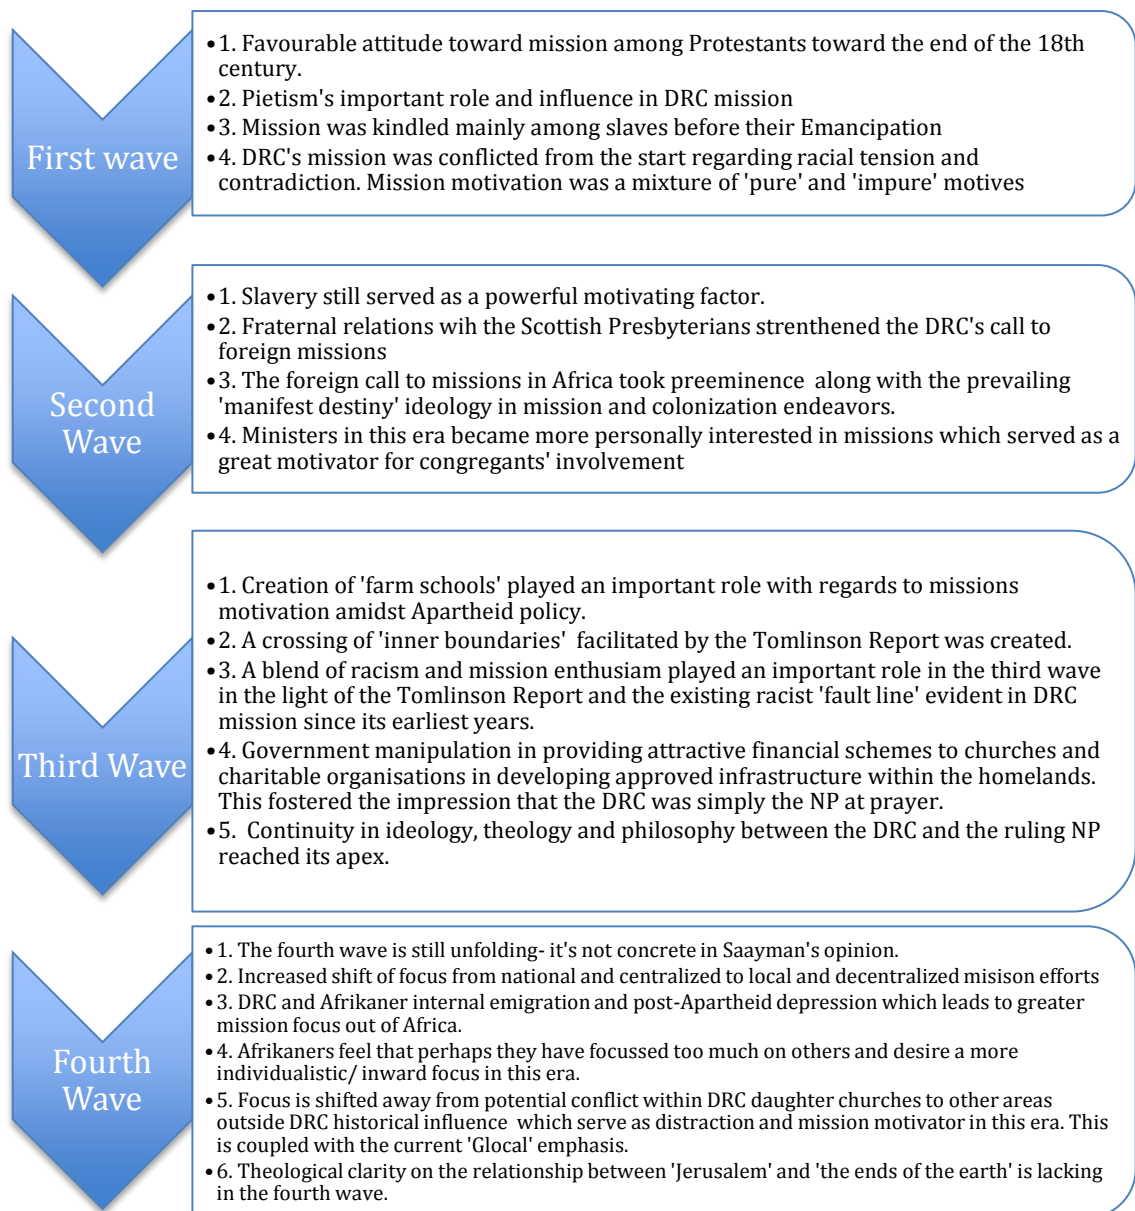 First wave
•1. Favourable attitude toward mission among Protestants toward the end of the 18th
century.
•2. Pietism's important role and influence in DRC mission
•3. Mission was kindled mainly among slaves before their Emancipation
•4. DRC's mission was conflicted from the start regarding racial tension and
contradiction. Mission motivation was a mixture of 'pure' and 'impure' motives
Second
Wave
•1. Slavery still served as a powerful motivating factor.
•2. Fraternal relations wih the Scottish Presbyterians strenthened the DRC's call to
foreign missions
•3. The foreign call to missions in Africa took preeminence along with the prevailing
'manifest destiny' ideology in mission and colonization endeavors.
•4. Ministers in this era became more personally interested in missions which served as a
great motivator for congregants' involvement
Third Wave
•1. Creation of 'farm schools' played an important role with regards to missions
motivation amidst Apartheid policy.
•2. A crossing of 'inner boundaries' facilitated by the Tomlinson Report was created.
•3. A blend of racism and mission enthusiam played an important role in the third wave
in the light of the Tomlinson Report and the existing racist 'fault line' evident in DRC
mission since its earliest years.
•4. Government manipulation in providing attractive financial schemes to churches and
charitable organisations in developing approved infrastructure within the homelands.
This fostered the impression that the DRC was simply the NP at prayer.
•5. Continuity in ideology, theology and philosophy between the DRC and the ruling NP
reached its apex.
Fourth
Wave
•1. The fourth wave is still unfolding- it's not concrete in Saayman's opinion.
•2. Increased shift of focus from national and centralized to local and decentralized misison efforts
•3. DRC and Afrikaner internal emigration and post-Apartheid depression which leads to greater
mission focus out of Africa.
•4. Afrikaners feel that perhaps they have focussed too much on others and desire a more
individualistic/ inward focus in this era.
•5. Focus is shifted away from potential conflict within DRC daughter churches to other areas
outside DRC historical influence which serve as distraction and mission motivator in this era. This
is coupled with the current 'Glocal' emphasis.
•6. Theological clarity on the relationship between 'Jerusalem' and 'the ends of the earth' is lacking
in the fourth wave.